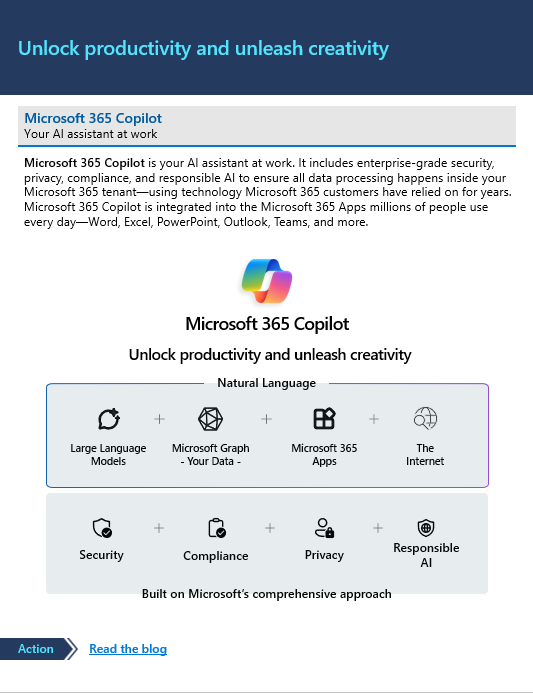 Unlock productivity and unleash creativity
Microsoft 365 Copilot
Your AI assistant at work
Microsoft 365 Copilot is your AI assistant at work. It includes enterprise-grade security,
privacy, compliance, and responsible AI to ensure all data processing happens inside your
Microsoft 365 tenant—using technology Microsoft 365 customers have relied on for years.
Microsoft 365 Copilot is integrated into the Microsoft 365 Apps millions of people use
every day—Word, Excel, PowerPoint, Outlook, Teams, and more.
Microsoft 365 Copilot
Unlock productivity and unleash creativity
Natural Language
Large Language
Models
+
Microsoft Graph
- Your Data -
+
Microsoft 365
Apps
+
The
Internet
Security
+
Compliance
+
Privacy
+
Responsible
AI
Built on Microsoft's comprehensive approach
Action
Read the blog